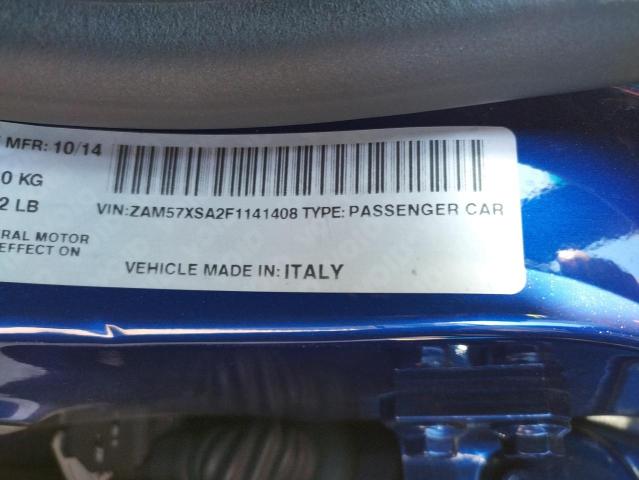 MFR: 10/14
0 KG
2 LB
VIN:ZAM57XSA2F1141408 TYPE: PASSENGER CAR
ERAL MOTOR
EFFECT ON
VEHICLE MADE IN: ITALY